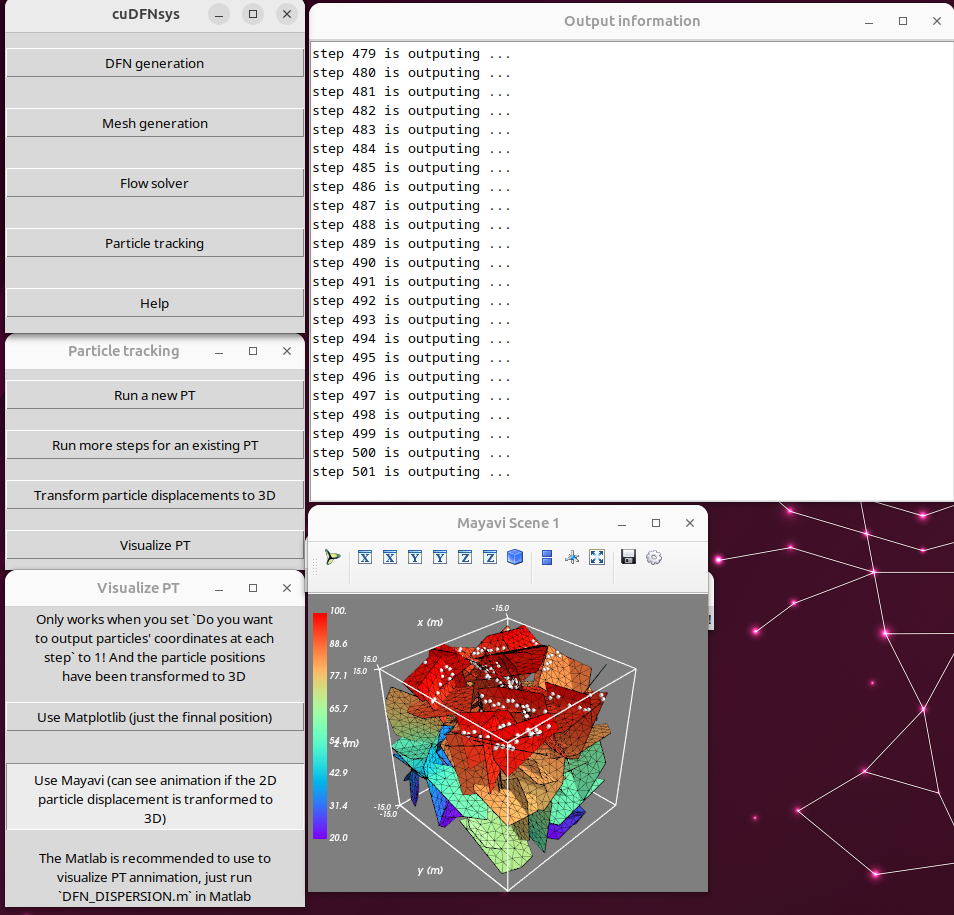 cuDFNsys
DFN generation
Mesh generation
Flow solver
Particle tracking
Help
Particle tracking
Run a new PT
Run more steps for an existing PT
Transform particle displacements to 3D
Visualize PT
Visualize PT
Only works when you set `Do you want
to output particles' coordinates at each
step` to 1! And the particle positions
have been transformed to 3D
Use Matplotlib (just the finnal position)
Use Mayavi (can see animation if the 2D
particle displacement is tranformed to
3D)
The Matlab is recommended to use to
visualize PT annimation, just run
`DFN_DISPERSION.m` in Matlab
Output information
step 479 is outputing ...
step 480 is outputing ...
step 481 is outputing ...
step 482 is outputing ...
step 483 is outputing ...
step 484 is outputing ...
step 485 is outputing ...
step 486 is outputing ...
step 487 is outputing ...
step 488 is outputing ...
step 489 is outputing ...
step 490 is outputing ...
step 491 is outputing ...
step 492 is outputing ...
step 493 is outputing ...
step 494 is outputing ...
step 495 is outputing ...
step 496 is outputing ...
step 497 is outputing ...
step 498 is outputing ...
step 499 is outputing ...
step 500 is outputing ...
step 501 is outputing ...
Mayavi Scene 1
X X Y Y Z Z
100.
88.6
77.1
65.7
42.9
31.4
20.0
-15.0
x (m)
15.0
15.0
z (m)
-15.0
-15.0
y (m)
!